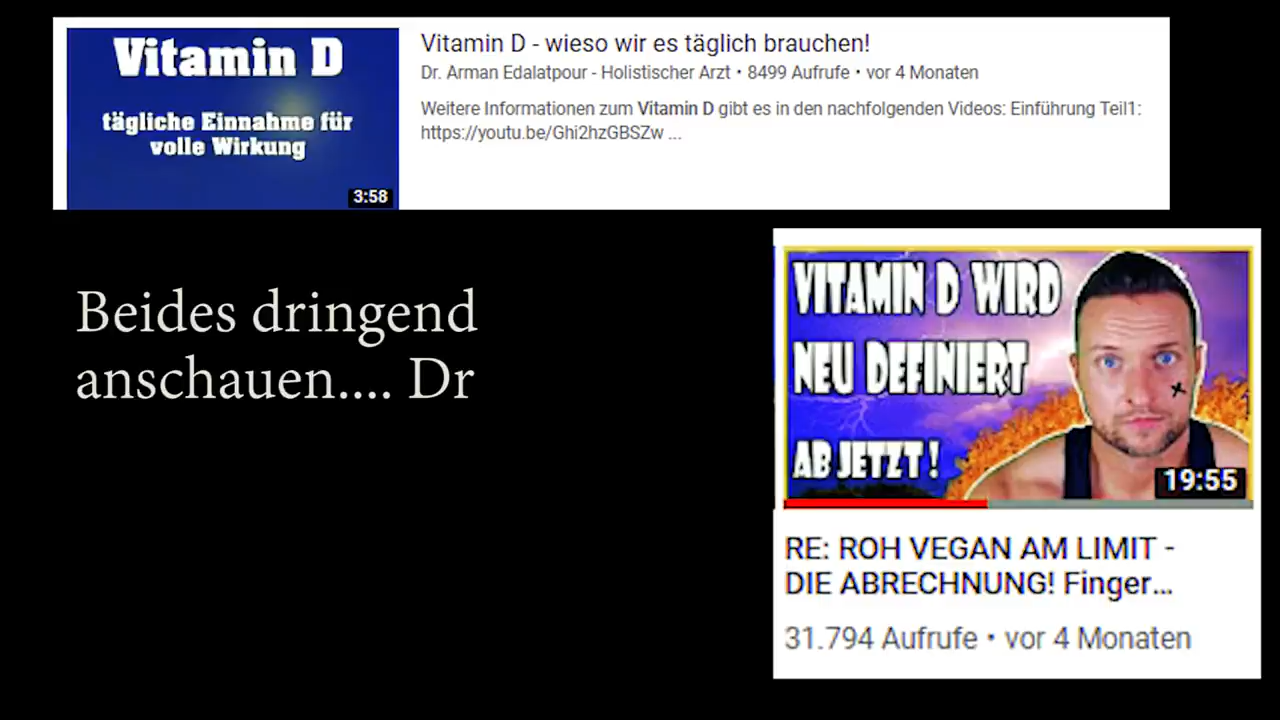 Vitamin D
tägliche Einnahme für
volle Wirkung
3:58
Vitamin D - wieso wir es täglich brauchen!
Dr. Arman Edalatpour - Holistischer Arzt • 8499 Aufrufe • vor 4 Monaten
Weitere Informationen zum Vitamin D gibt es in den nachfolgenden Videos: Einführung Teil1:
https://youtu.be/Ghi2hzGBSZw ...
Beides dringend
anschauen.... Dr
VITAMIN D WIRD
NEU DEFINIERT
AB JETZT!
19:55
RE: ROH VEGAN AM LIMIT -
DIE ABRECHNUNG! Finger...
31.794 Aufrufe • vor 4 Monaten